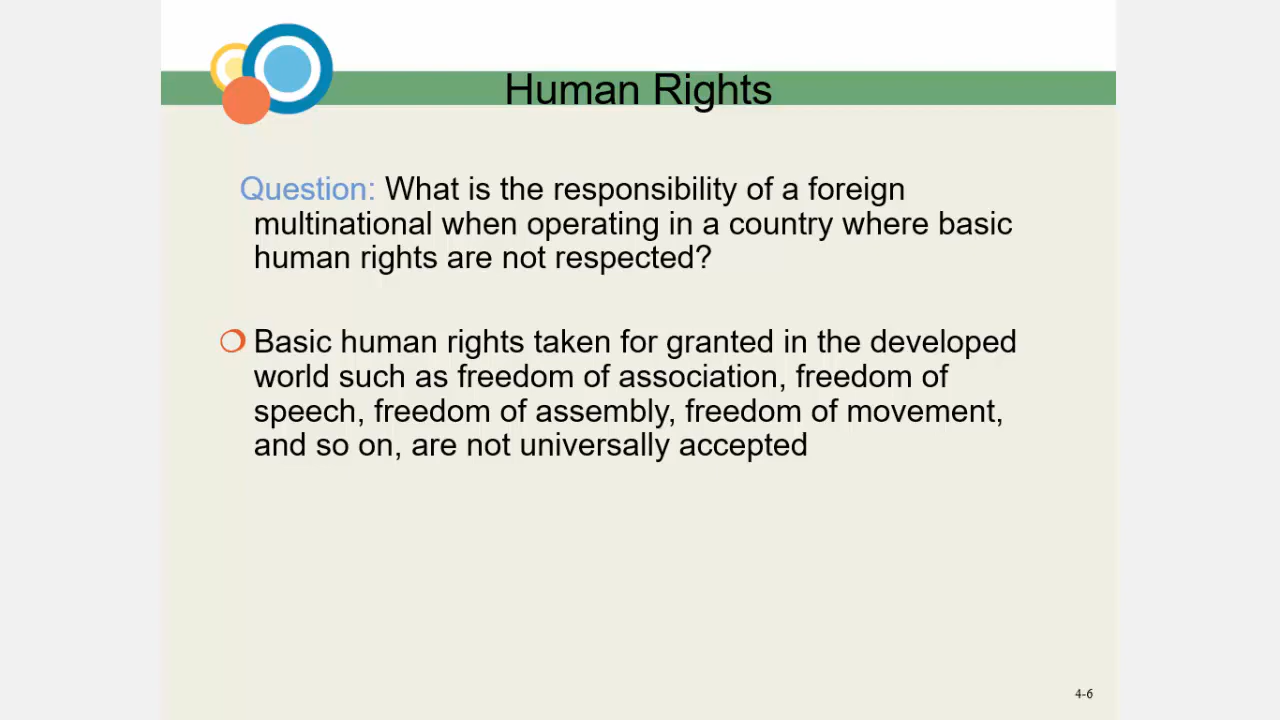 Human Rights
Question: What is the responsibility of a foreign
multinational when operating in a country where basic
human rights are not respected?
Basic human rights taken for granted in the developed
world such as freedom of association, freedom of
speech, freedom of assembly, freedom of movement,
and so on, are not universally accepted
4-6